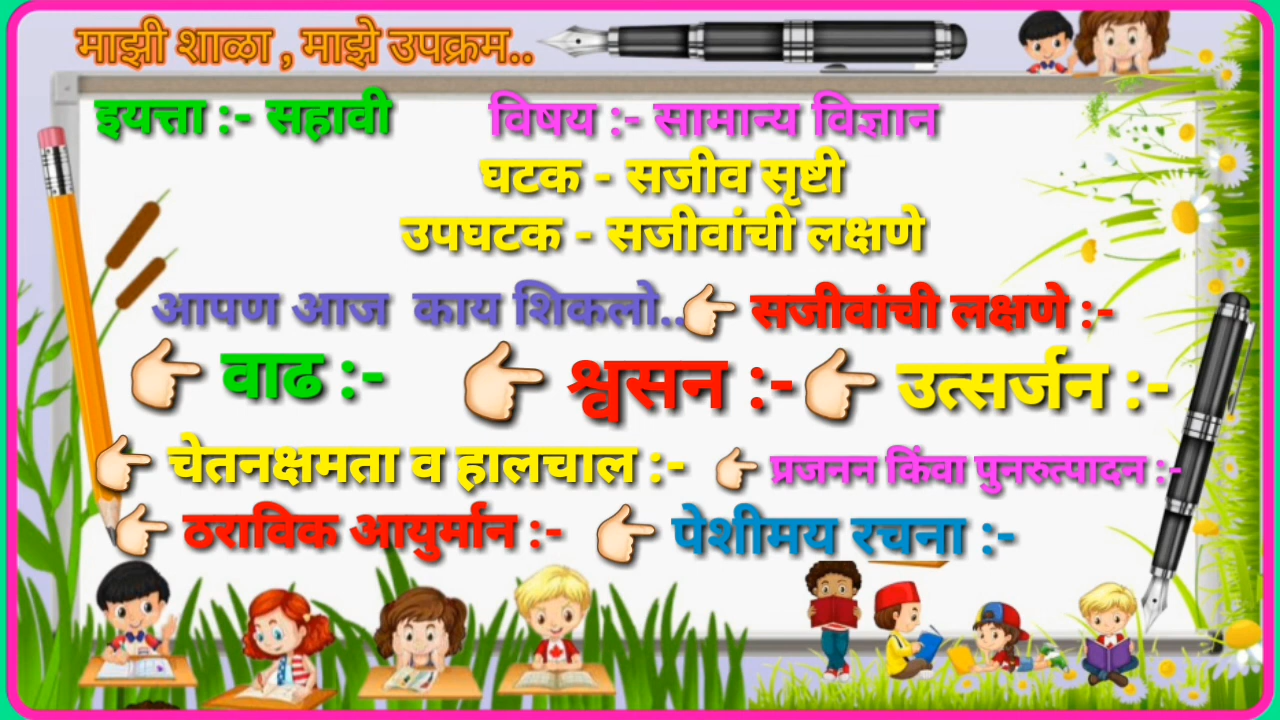 माझी शाळा , माझे उपक्रम..
इयत्ता :- सहावी विषय :- सामान्य विज्ञान
घटक - सजीव सृष्टी
उपघटक - सजीवांची लक्षणे
आपण आज काय शिकलो.. 👉🏻 सजीवांची लक्षणे :-
👉🏻 वाढ :- 👉🏻 श्वसन :- 👉🏻 उत्सर्जन :-
👉🏻 चेतनक्षमता व हालचाल :- 👉🏻 प्रजनन किंवा पुनरुत्पादन :-
👉🏻 ठराविक आयुर्मान :- 👉🏻 पेशीमय रचना :-